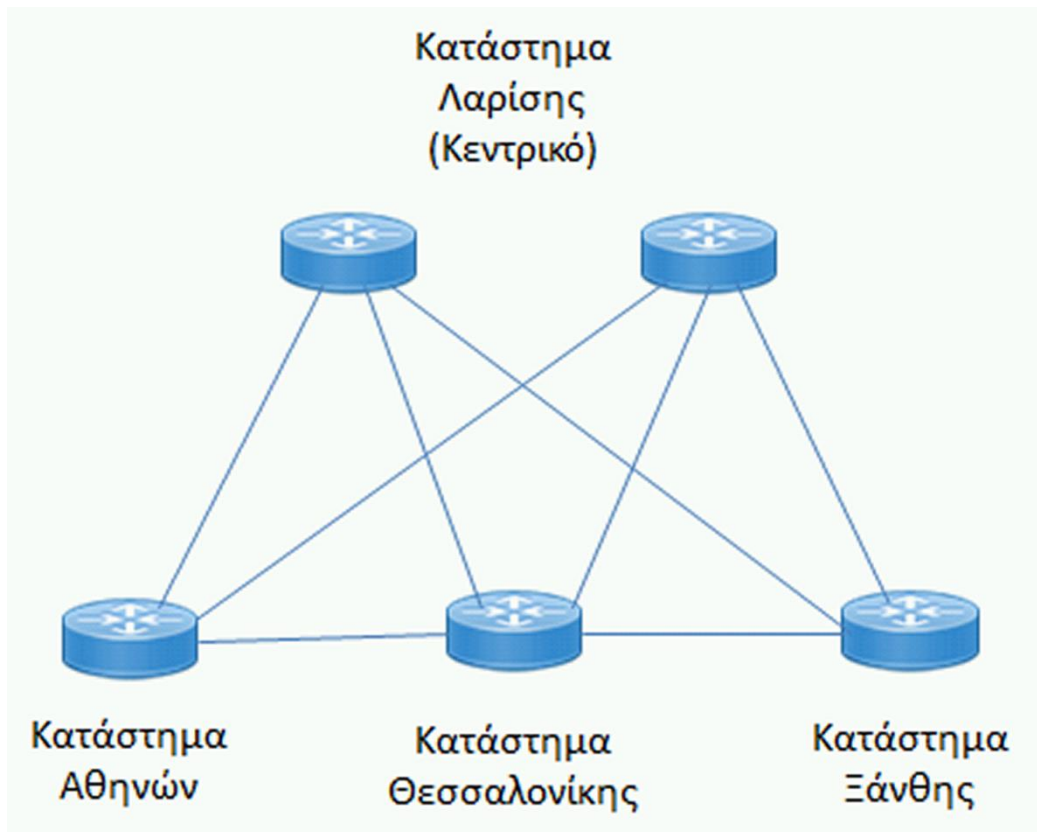 Κατάστημα
Λαρίσης
(Κεντρικό)
Κατάστημα
Αθηνών
Κατάστημα
Θεσσαλονίκης
Κατάστημα
Ξάνθης